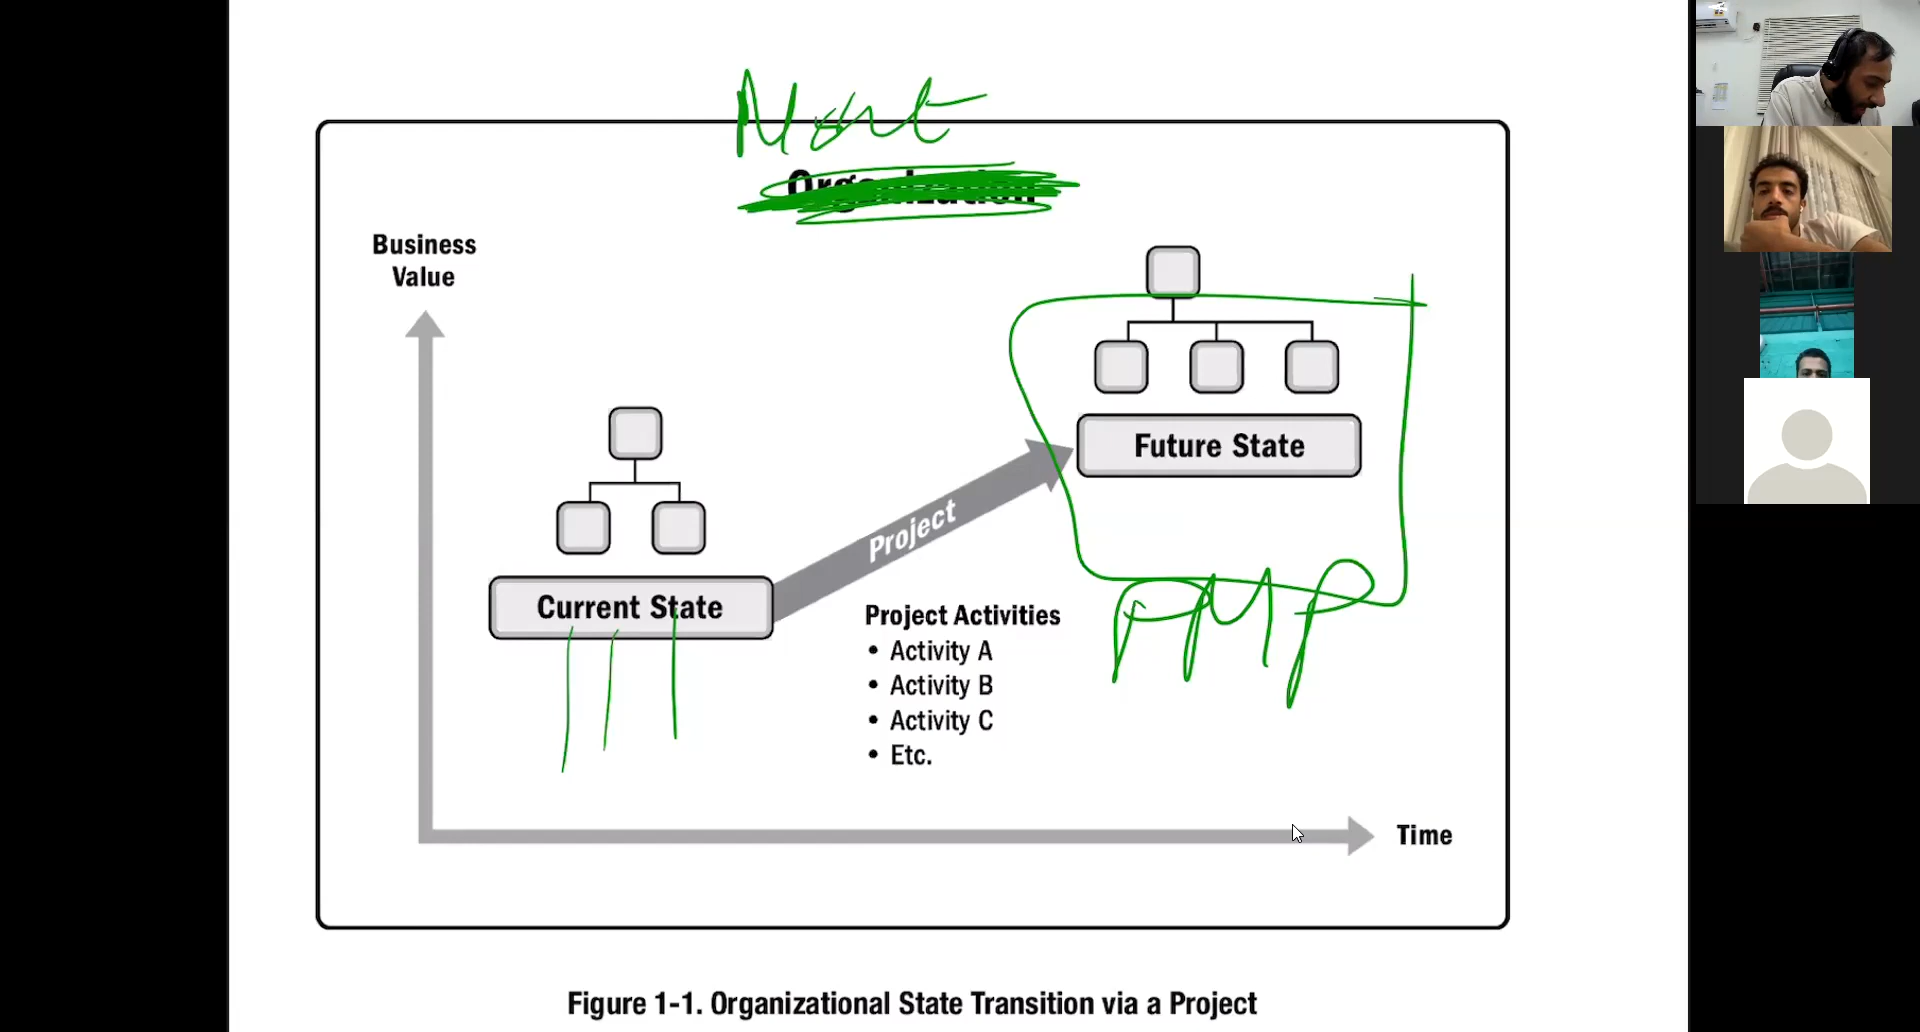 Organization
Business
Value
Future State
Project
Current State
Project Activities
• Activity A
• Activity B
• Activity C
• Etc.
PMP
Time
Figure 1-1. Organizational State Transition via a Project